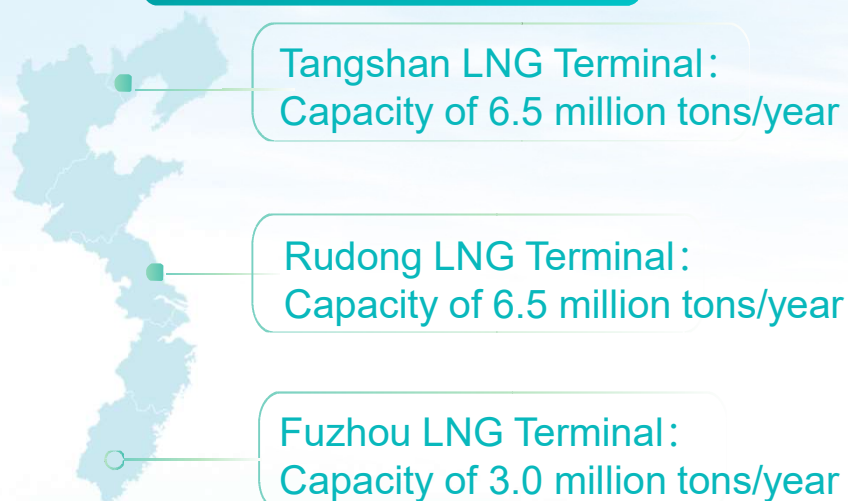 Tangshan LNG Terminal：
Capacity of 6.5 million tons/year
Rudong LNG Terminal：
Capacity of 6.5 million tons/year
Fuzhou LNG Terminal：
Capacity of 3.0 million tons/year